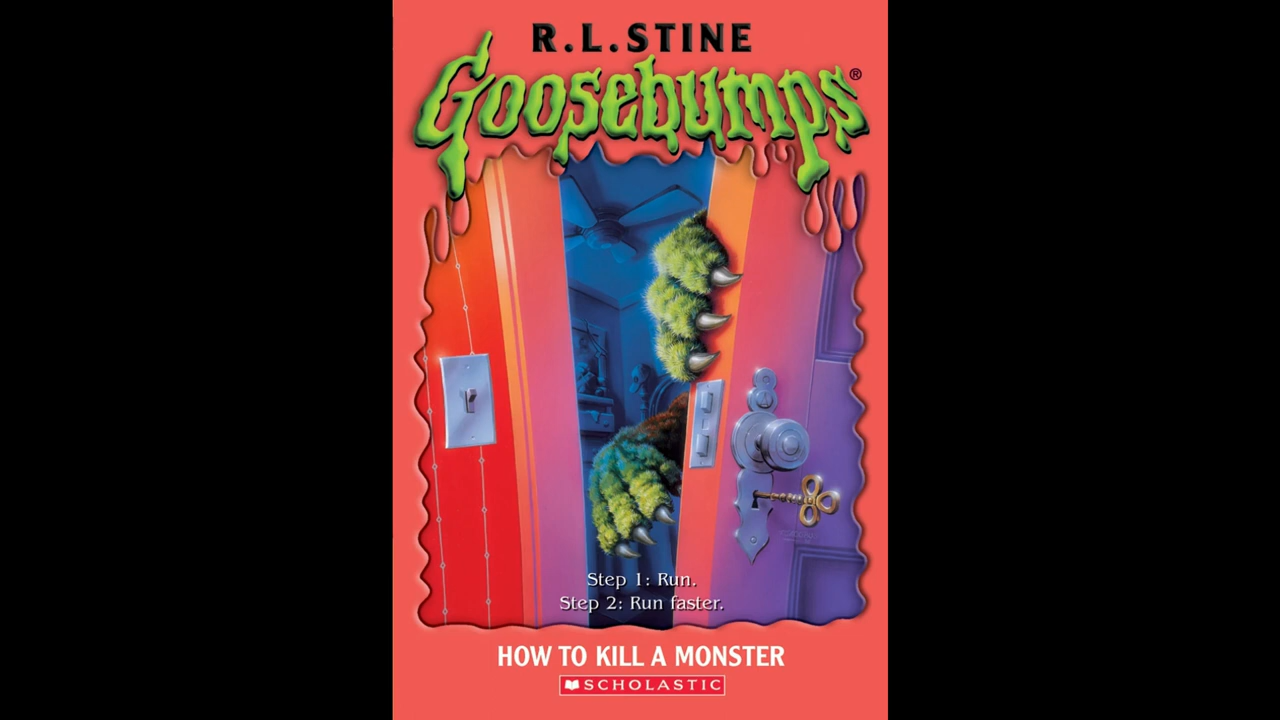 R.L.STINE
Goosebumps®
Step 1: Run.
Step 2: Run faster.
HOW TO KILL A MONSTER
SCHOLASTIC